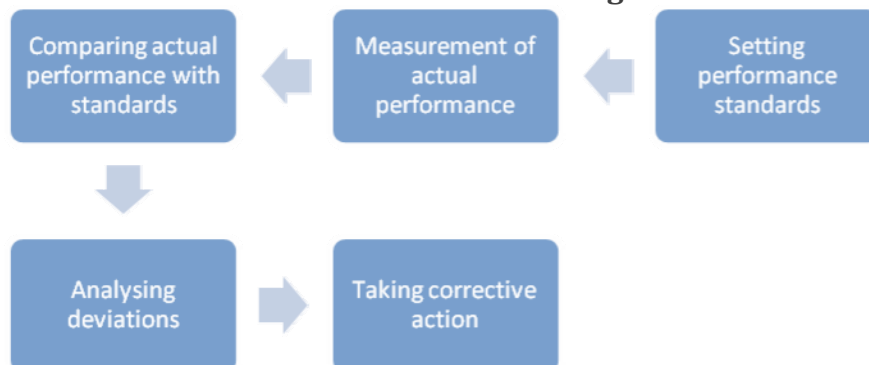 Comparing actual
performance with
standards
Measurement of
actual
performance
Setting
performance
standards
Analysing
deviations
Taking corrective
action